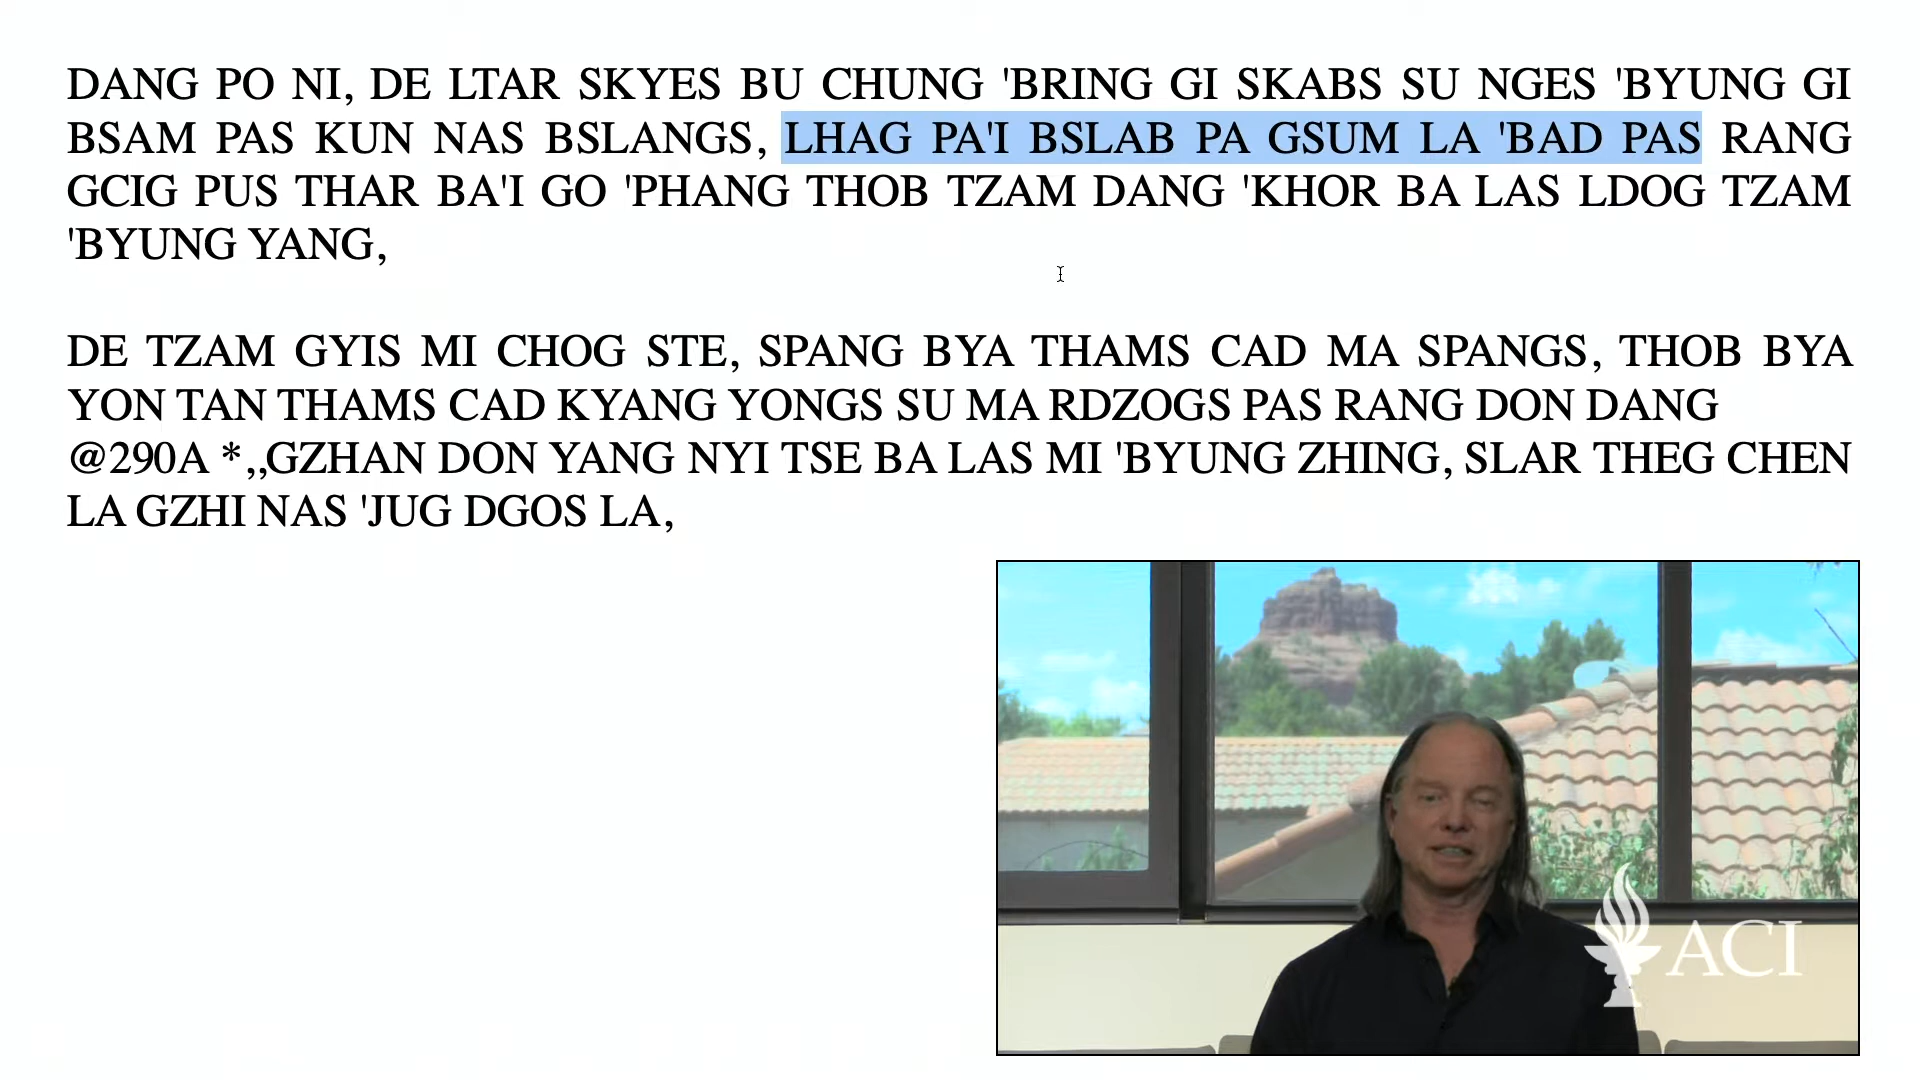 DANG PO NI, DE LTAR SKYES BU CHUNG 'BRING GI SKABS SU NGES 'BYUNG GI
BSAM PAS KUN NAS BSLANGS, LHAG PA'I BSLAB PA GSUM LA 'BAD PAS RANG
GCIG PUS THAR BA'I GO 'PHANG THOB TZAM DANG 'KHOR BA LAS LDOG TZAM
'BYUNG YANG,
DE TZAM GYIS MI CHOG STE, SPANG BYA THAMS CAD MA SPANGS, THOB BYA
YON TAN THAMS CAD KYANG YONGS SU MA RDZOGS PAS RANG DON DANG
@290A *,,GZHAN DON YANG NYI TSE BA LAS MI 'BYUNG ZHING, SLAR THEG CHEN
LA GZHI NAS 'JUG DGOS LA,
ACI